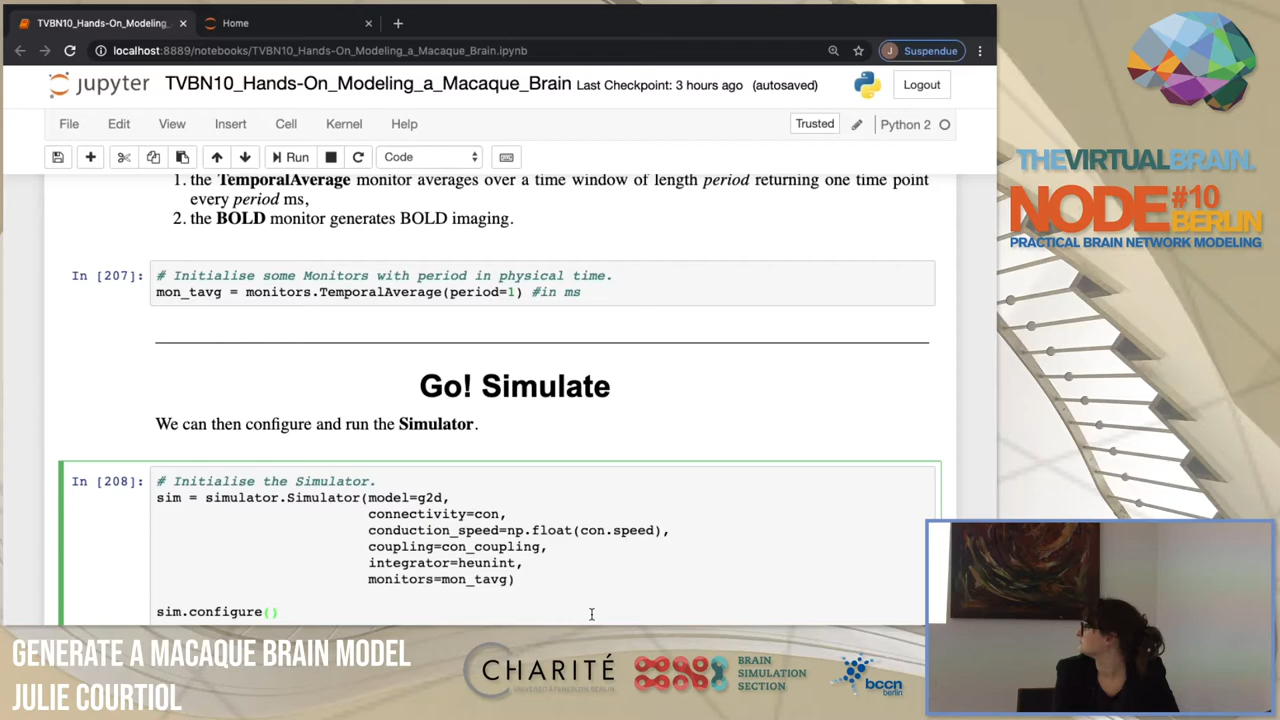 TVBN10_Hands-On_Modeling_
Home
localhost:8889/notebooks/TVBN10_Hands-On_Modeling_a_Macaque_Brain.ipynb
J Suspendue
jupyter TVBN10_Hands-On_Modeling_a_Macaque_Brain Last Checkpoint: 3 hours ago (autosaved)
Logout
File Edit View Insert Cell Kernel Help
Trusted
Python 2
Run
Code
1. the TemporalAverage monitor averages over a time window of length period returning one time point
every period ms,
2. the BOLD monitor generates BOLD imaging.
In [207]: # Initialise some Monitors with period in physical time.
mon_tavg = monitors.TemporalAverage(period=1) #in ms
Go! Simulate
We can then configure and run the Simulator.
In [208]: # Initialise the Simulator.
sim = simulator.Simulator(model=g2d,
connectivity=con,
conduction_speed=np.float(con.speed),
coupling=con_coupling,
integrator=heunint,
monitors=mon_tavg)
sim.configure()
THEVIRTUALBRAIN.
NODE #10
BERLIN
PRACTICAL BRAIN NETWORK MODELING
GENERATE A MACAQUE BRAIN MODEL
JULIE COURTIOL
CHARITÉ
UNIVERSITÄTSMEDIZIN BERLIN
BRAIN
SIMULATION
SECTION
bccn
berlin